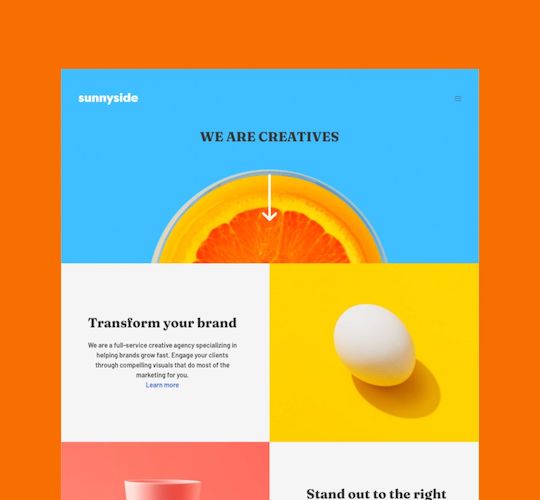 sunnyside
WE ARE CREATIVES
Transform your brand
We are a full-service creative agency specializing in
helping brands grow fast. Engage your clients
through compelling visuals that do most of the
marketing for you.
Learn more
Stand out to the right